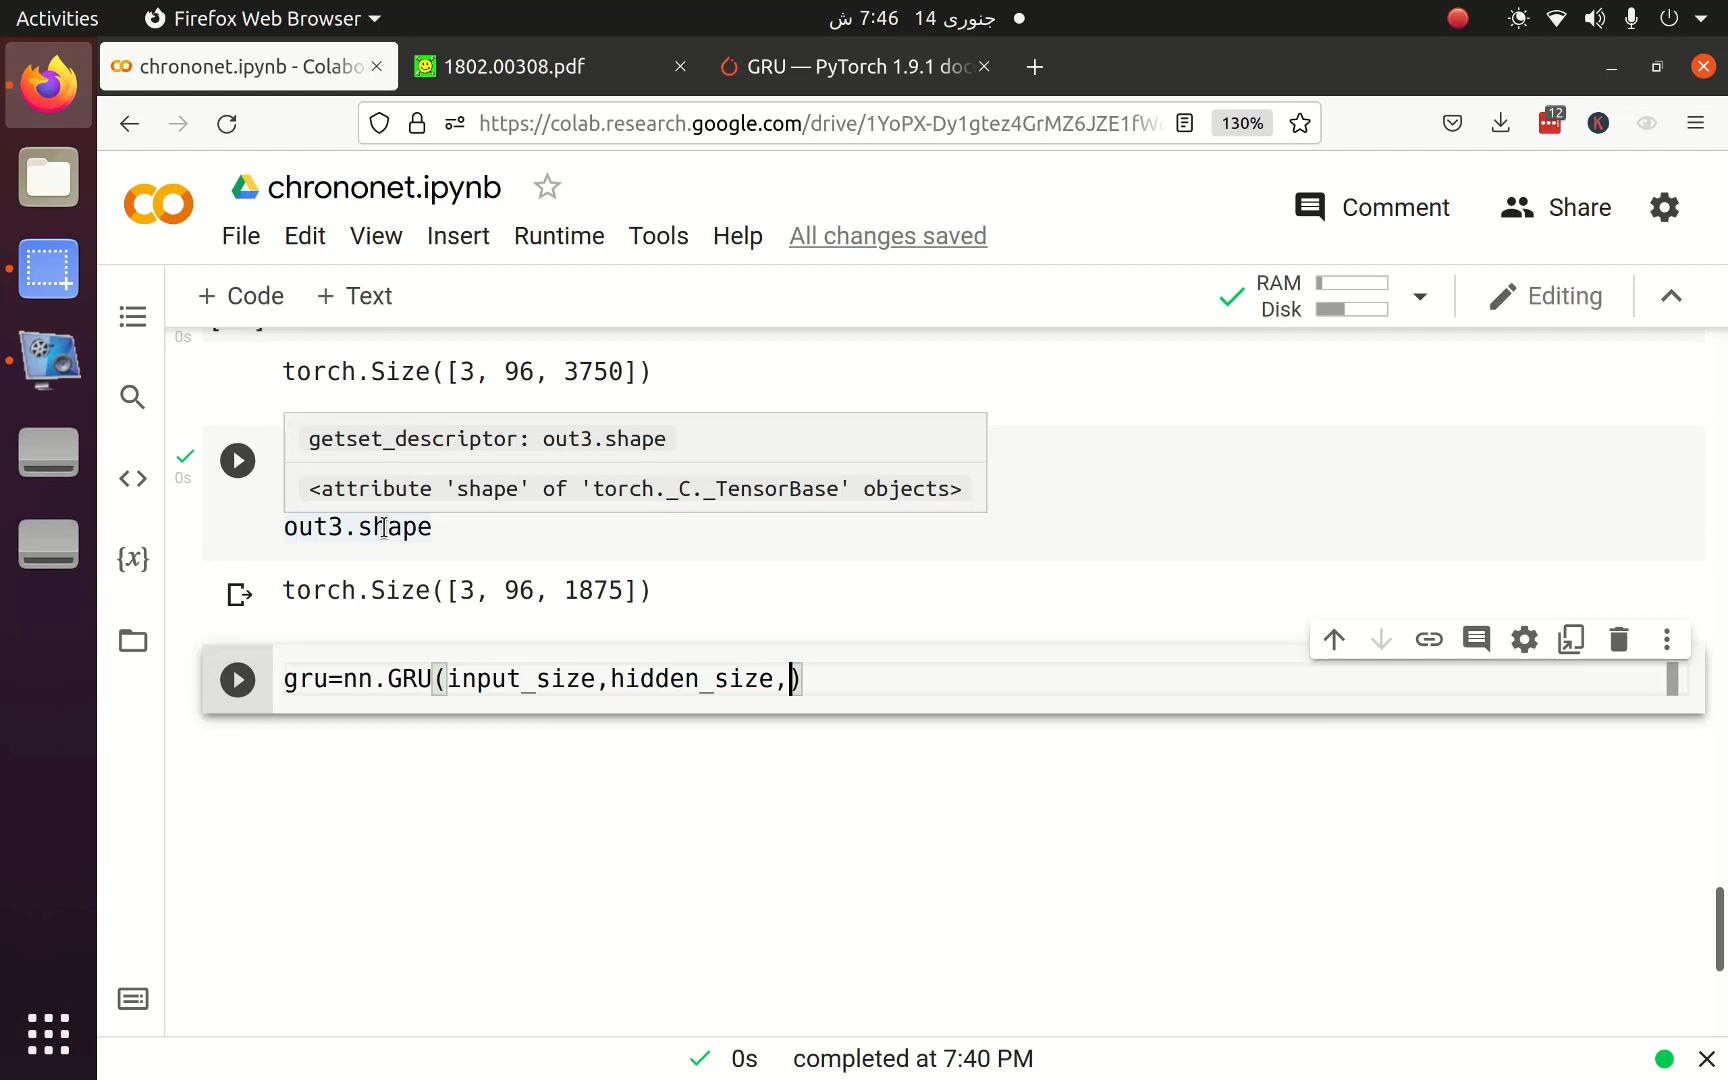 Activities Firefox Web Browser 14 جنوری 7:46 ش
chrononet.ipynb - Colabo 1802.00308.pdf GRU — PyTorch 1.9.1 doc
https://colab.research.google.com/drive/1YoPX-Dy1gtez4GrMZ6JZE1fW 130% 12
chrononet.ipynb
Comment Share
File Edit View Insert Runtime Tools Help All changes saved
+ Code + Text RAM Disk Editing
0s
torch.Size([3, 96, 3750])
getset_descriptor: out3.shape
0s
<attribute 'shape' of 'torch._C._TensorBase' objects>
out3.shape
{x}
torch.Size([3, 96, 1875])
gru=nn.GRU(input_size,hidden_size,)
0s completed at 7:40 PM